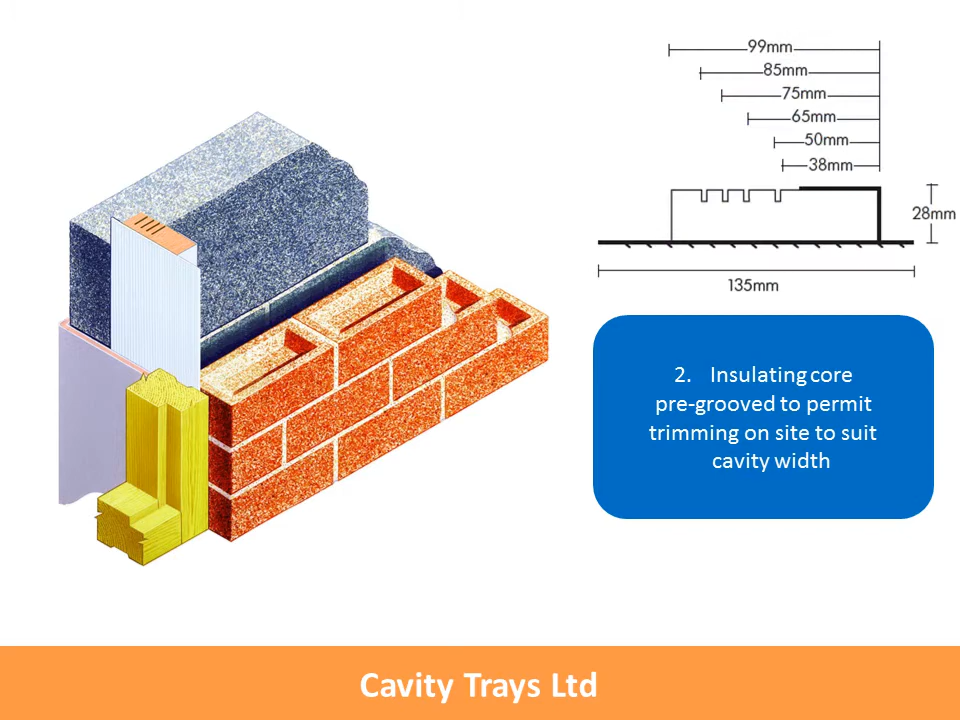 99mm
85mm
75mm
65mm
50mm
38mm
28mm
135mm
2. Insulating core
pre-grooved to permit
trimming on site to suit
cavity width
Cavity Trays Ltd